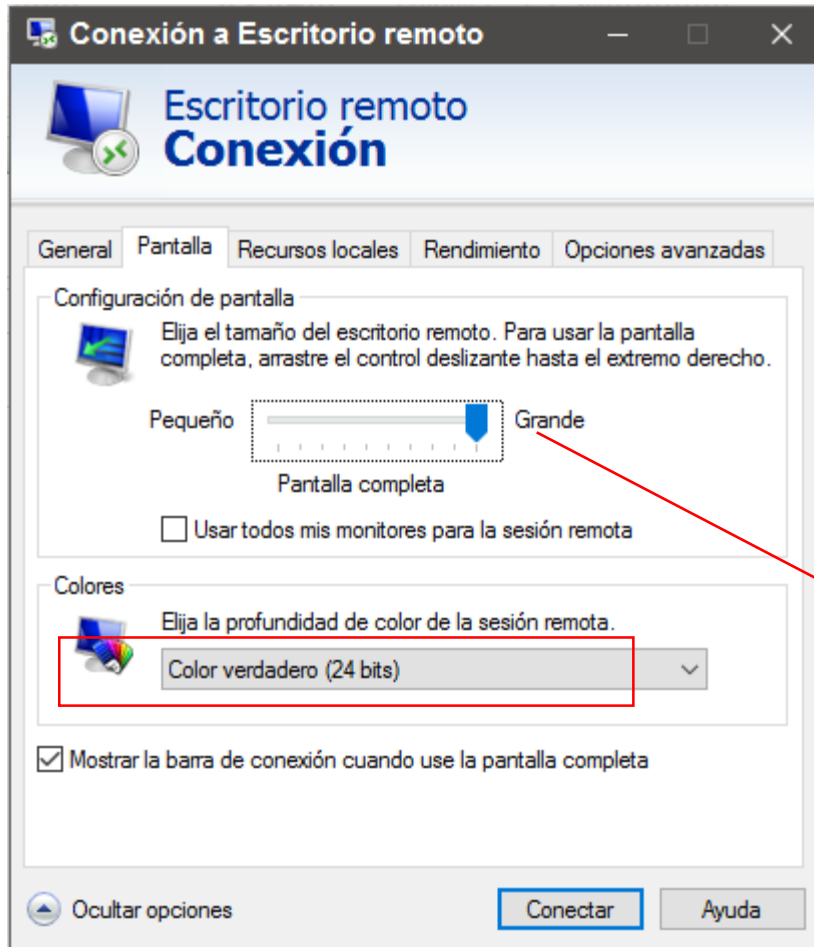 Conexión a Escritorio remoto
Escritorio remoto
Conexión
General Pantalla Recursos locales Rendimiento Opciones avanzadas
Configuración de pantalla
Elija el tamaño del escritorio remoto. Para usar la pantalla
completa, arrastre el control deslizante hasta el extremo derecho.
Pequeño Grande
Pantalla completa
Usar todos mis monitores para la sesión remota
Colores
Elija la profundidad de color de la sesión remota.
Color verdadero (24 bits)
Mostrar la barra de conexión cuando use la pantalla completa
Ocultar opciones Conectar Ayuda